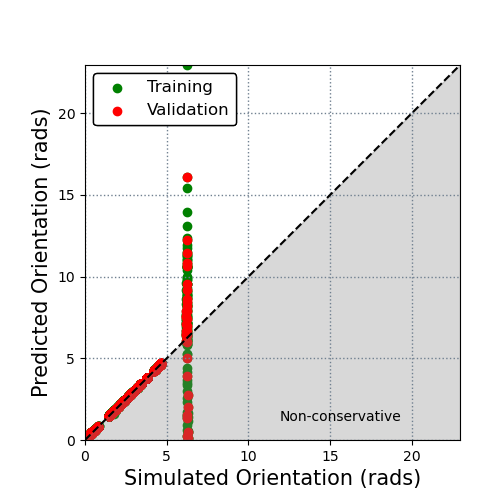 Training
Validation
Predicted Orientation (rads)
20
15
10
5
0
Non-conservative
0 5 10 15 20
Simulated Orientation (rads)